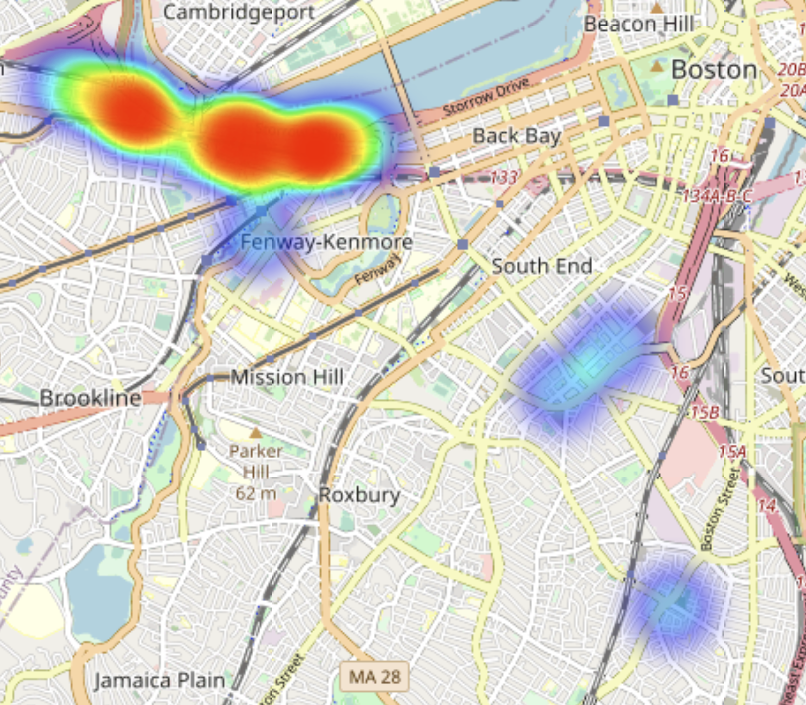 Cambridgeport
Beacon Hill
Boston
20B
20A
Storrow Drive
Back Bay
16
133
134A-B-C
Fenway-Kenmore
Fenway
South End
15
Mission Hill
16
Brookline
15B
Parker
Hill
62 m
15A
Roxbury
Boston Street
14
Jamaica Plain
MA 28